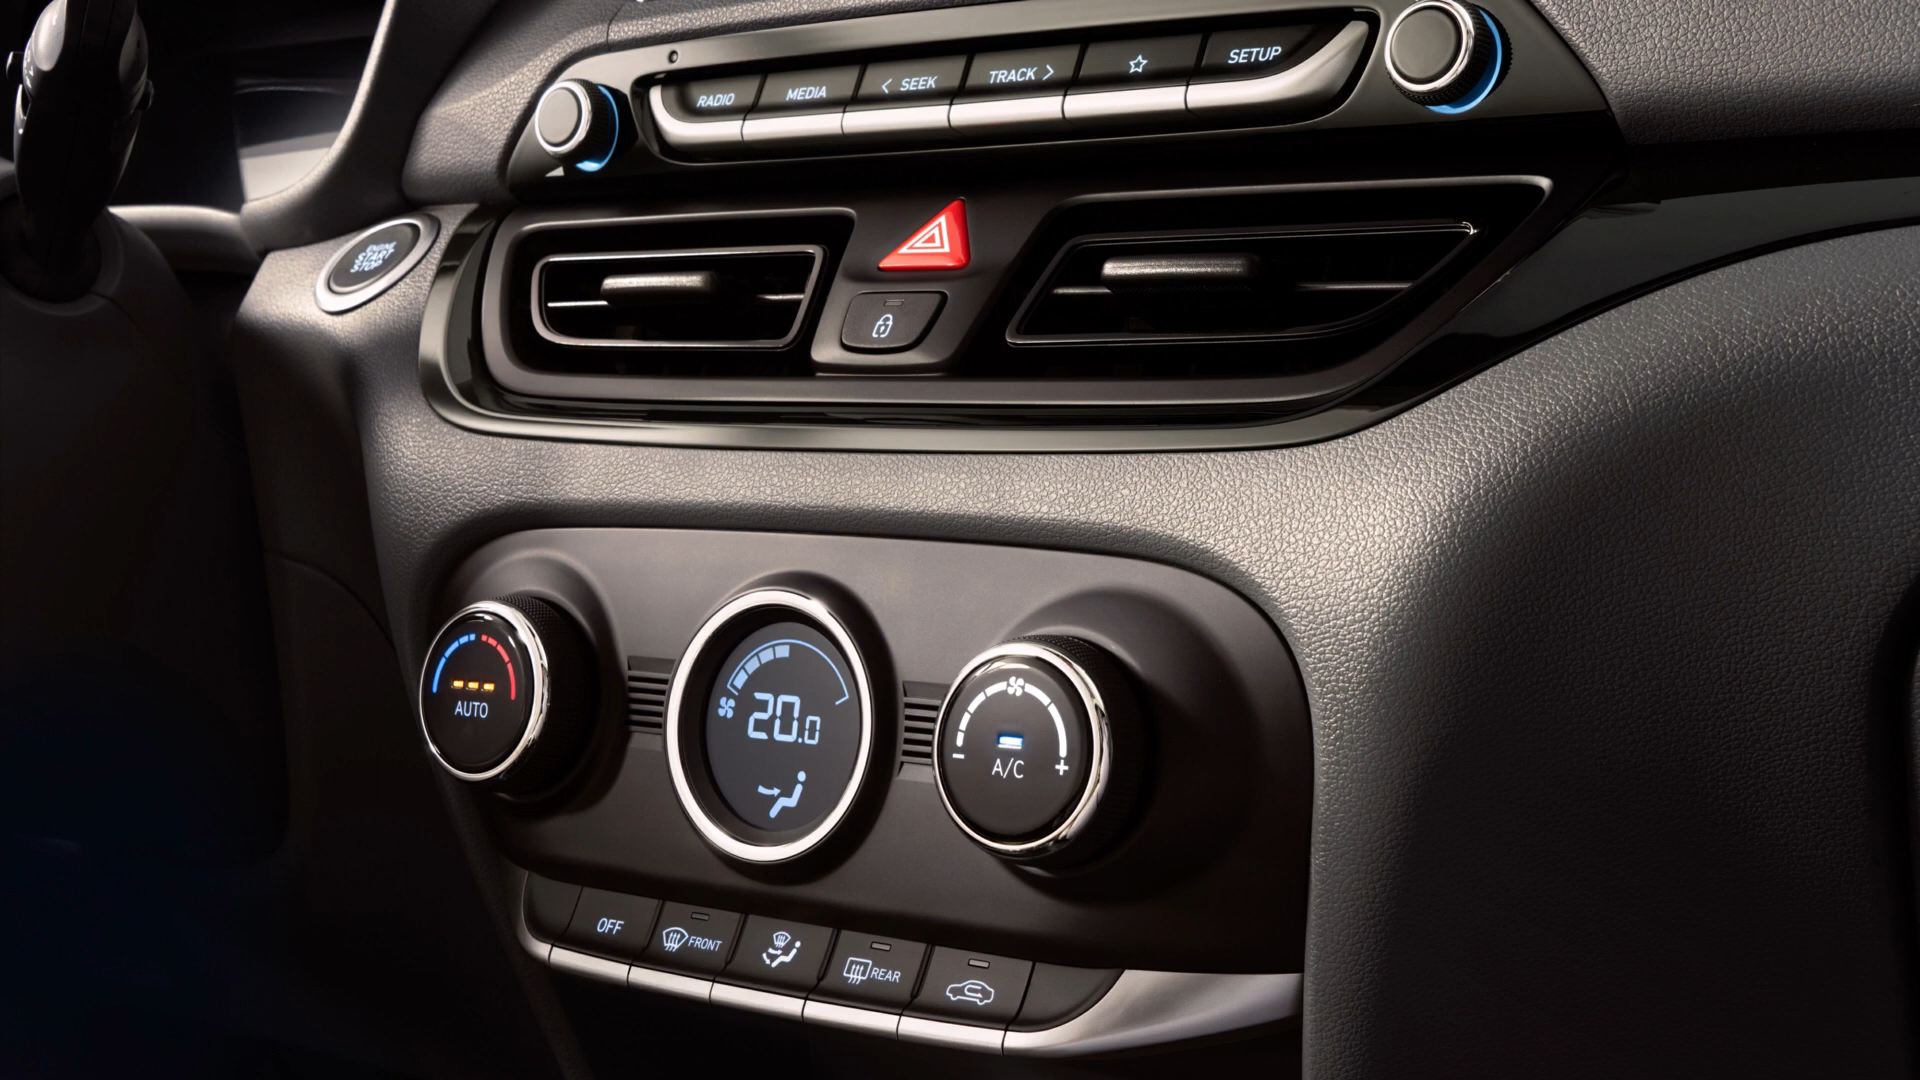 RADIO
MEDIA
< SEEK
TRACK >
SETUP
ENGINE
START
STOP
AUTO
20.0
A/C
- +
OFF
FRONT
REAR